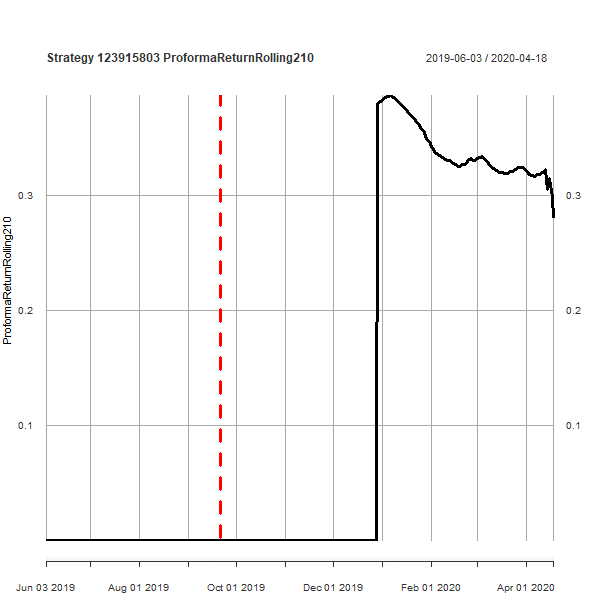 Strategy 123915803 ProformaReturnRolling210
2019-06-03 / 2020-04-18
ProformaReturnRolling210
0.3
0.3
0.2
0.2
0.1
0.1
Jun 03 2019
Aug 01 2019
Oct 01 2019
Dec 01 2019
Feb 01 2020
Apr 01 2020